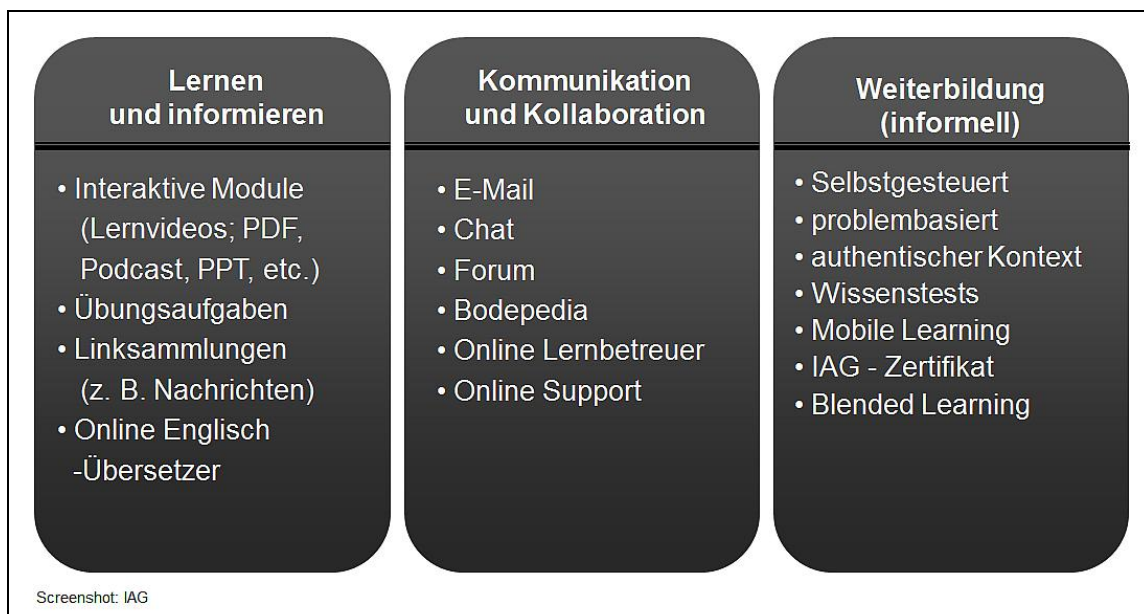 Lernen
und informieren
• Interaktive Module
(Lernvideos; PDF,
Podcast, PPT, etc.)
• Übungsaufgaben
• Linksammlungen
(z. B. Nachrichten)
• Online Englisch
-Übersetzer
Kommunikation
und Kollaboration
• E-Mail
• Chat
• Forum
• Bodepedia
• Online Lernbetreuer
• Online Support
Weiterbildung
(informell)
• Selbstgesteuert
• problembasiert
• authentischer Kontext
• Wissenstests
• Mobile Learning
• IAG - Zertifikat
• Blended Learning
Screenshot: IAG